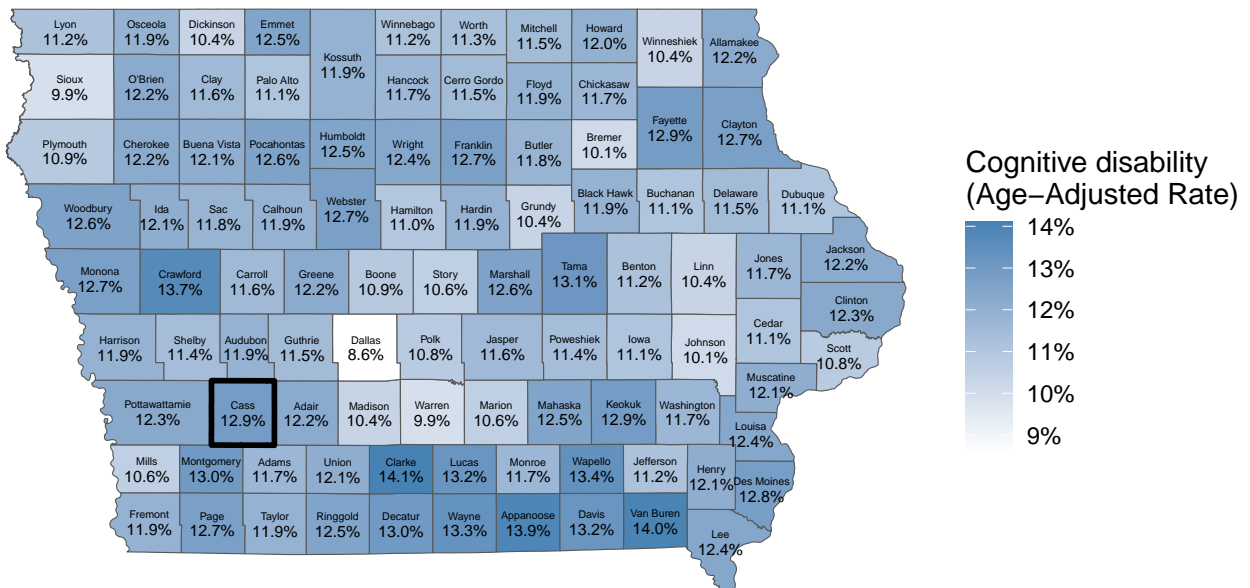 Lyon
11.2%
Osceola
11.9%
Dickinson
10.4%
Emmet
12.5%
Kossuth
11.9%
Winnebago
11.2%
Worth
11.3%
Mitchell
11.5%
Howard
12.0%
Winneshiek
10.4%
Allamakee
12.2%
Sioux
9.9%
O'Brien
12.2%
Clay
11.6%
Palo Alto
11.1%
Hancock
11.7%
Cerro Gordo
11.5%
Floyd
11.9%
Chickasaw
11.7%
Fayette
12.9%
Clayton
12.7%
Plymouth
10.9%
Cherokee
12.2%
Buena Vista
12.1%
Pocahontas
12.6%
Humboldt
12.5%
Wright
12.4%
Franklin
12.7%
Butler
11.8%
Bremer
10.1%
Woodbury
12.6%
Ida
12.1%
Sac
11.8%
Calhoun
11.9%
Webster
12.7%
Hamilton
11.0%
Hardin
11.9%
Grundy
10.4%
Black Hawk
11.9%
Buchanan
11.1%
Delaware
11.5%
Dubuque
11.1%
Monona
12.7%
Crawford
13.7%
Carroll
11.6%
Greene
12.2%
Boone
10.9%
Story
10.6%
Marshall
12.6%
Tama
13.1%
Benton
11.2%
Linn
10.4%
Jones
11.7%
Jackson
12.2%
Clinton
12.3%
Harrison
11.9%
Shelby
11.4%
Audubon
11.9%
Guthrie
11.5%
Dallas
8.6%
Polk
10.8%
Jasper
11.6%
Poweshiek
11.4%
Iowa
11.1%
Johnson
10.1%
Cedar
11.1%
Scott
10.8%
Muscatine
12.1%
Pottawattamie
12.3%
Cass
12.9%
Adair
12.2%
Madison
10.4%
Warren
9.9%
Marion
10.6%
Mahaska
12.5%
Keokuk
12.9%
Washington
11.7%
Louisa
12.4%
Mills
10.6%
Montgomery
13.0%
Adams
11.7%
Union
12.1%
Clarke
14.1%
Lucas
13.2%
Monroe
11.7%
Wapello
13.4%
Jefferson
11.2%
Henry
12.1%
Des Moines
12.8%
Fremont
11.9%
Page
12.7%
Taylor
11.9%
Ringgold
12.5%
Decatur
13.0%
Wayne
13.3%
Appanoose
13.9%
Davis
13.2%
Van Buren
14.0%
Lee
12.4%
Cognitive disability
(Age−Adjusted Rate)
14%
13%
12%
11%
10%
9%